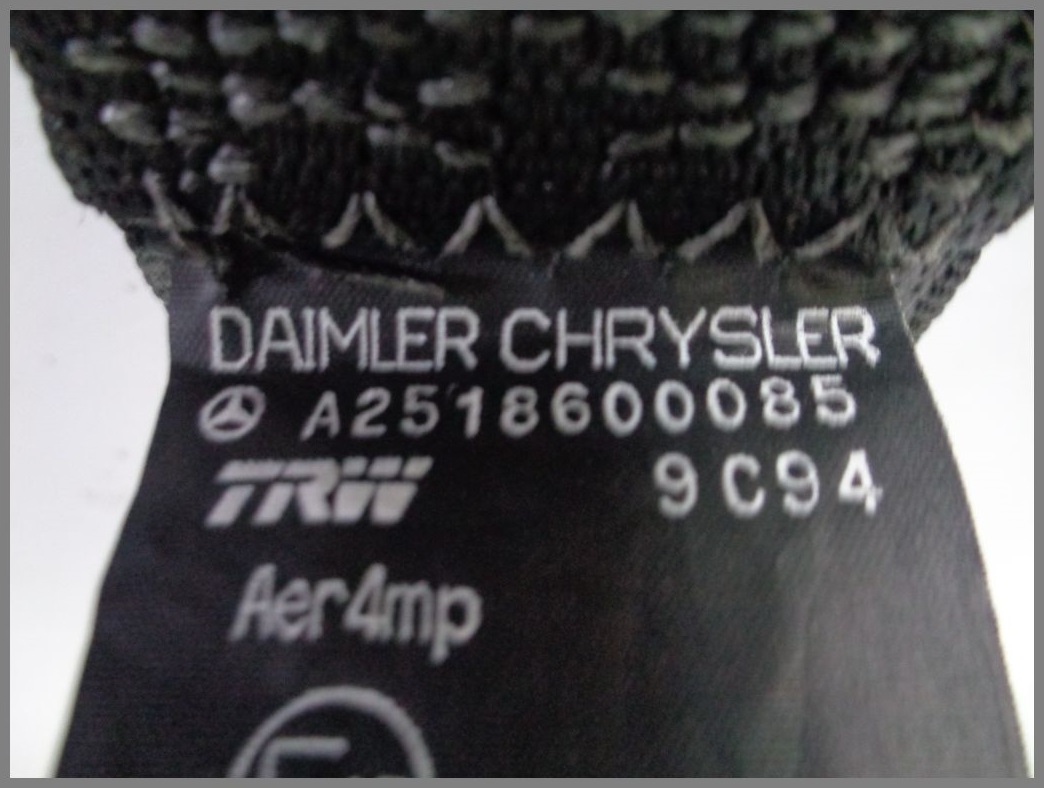 DAIMLER CHRYSLER
A2518600085
TRW 9C94
Aer4mp